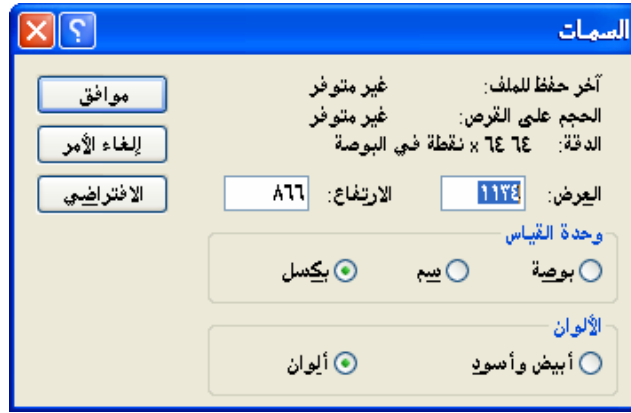 السمات
آخر حفظ للملف: غير متوفر
الحجم على القرص: غير متوفر
الدقة: ٦٤ x ٦٤ نقطة في البوصة
العرض: ١١٣٤ الارتفاع: ٨٦٦
وحدة القياس
بوصة سم بكسل
الألوان
أبيض وأسود ألوان
موافق
إلغاء الأمر
الافتراضي